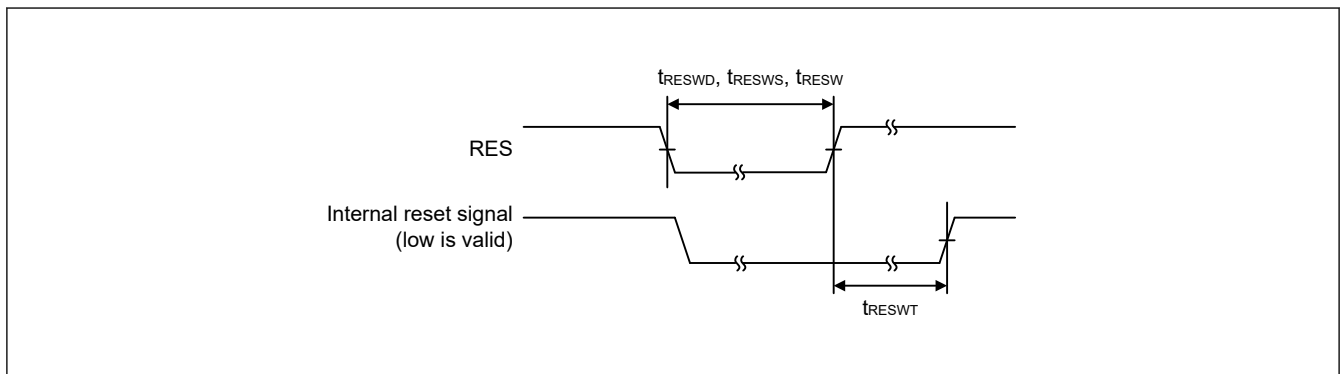 tRESWD, tRESWS, tRESW
RES
Internal reset signal
(low is valid)
tRESWT